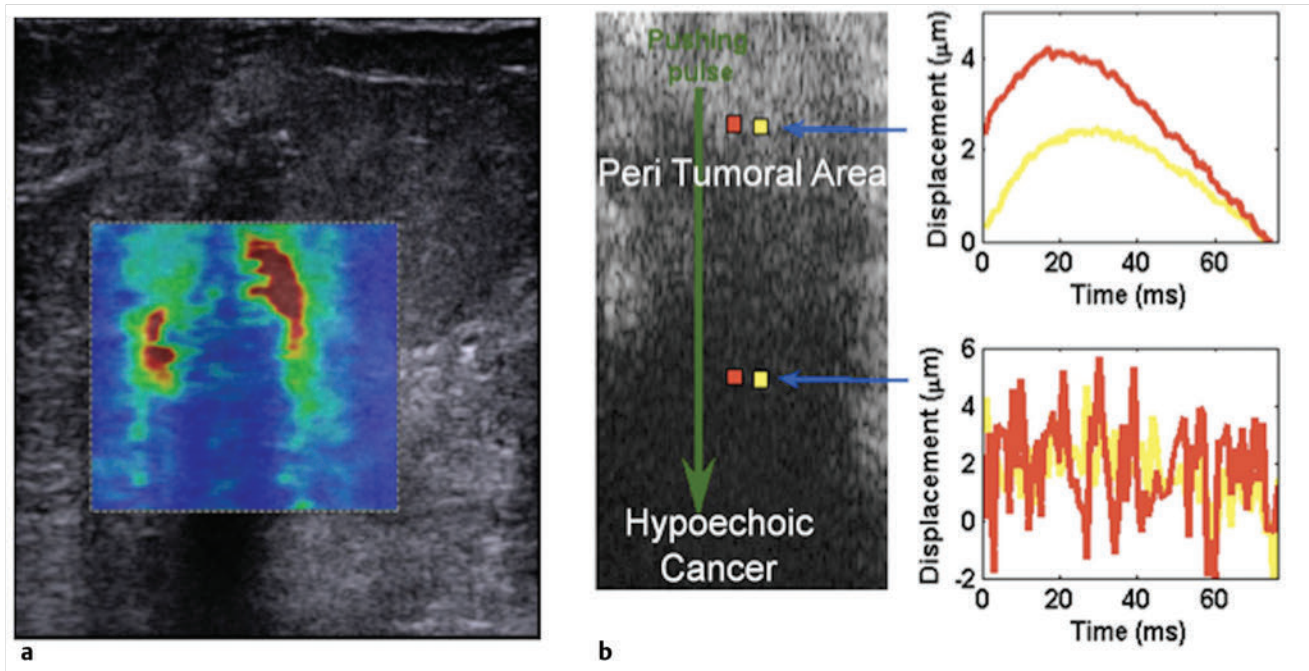 a
Pushing
pulse
Peri Tumoral Area
Hypoechoic
Cancer
b
Displacement (μm)
4
2
0
0 20 40 60
Time (ms)
Displacement (μm)
6
4
2
0
-2
0 20 40 60
Time (ms)